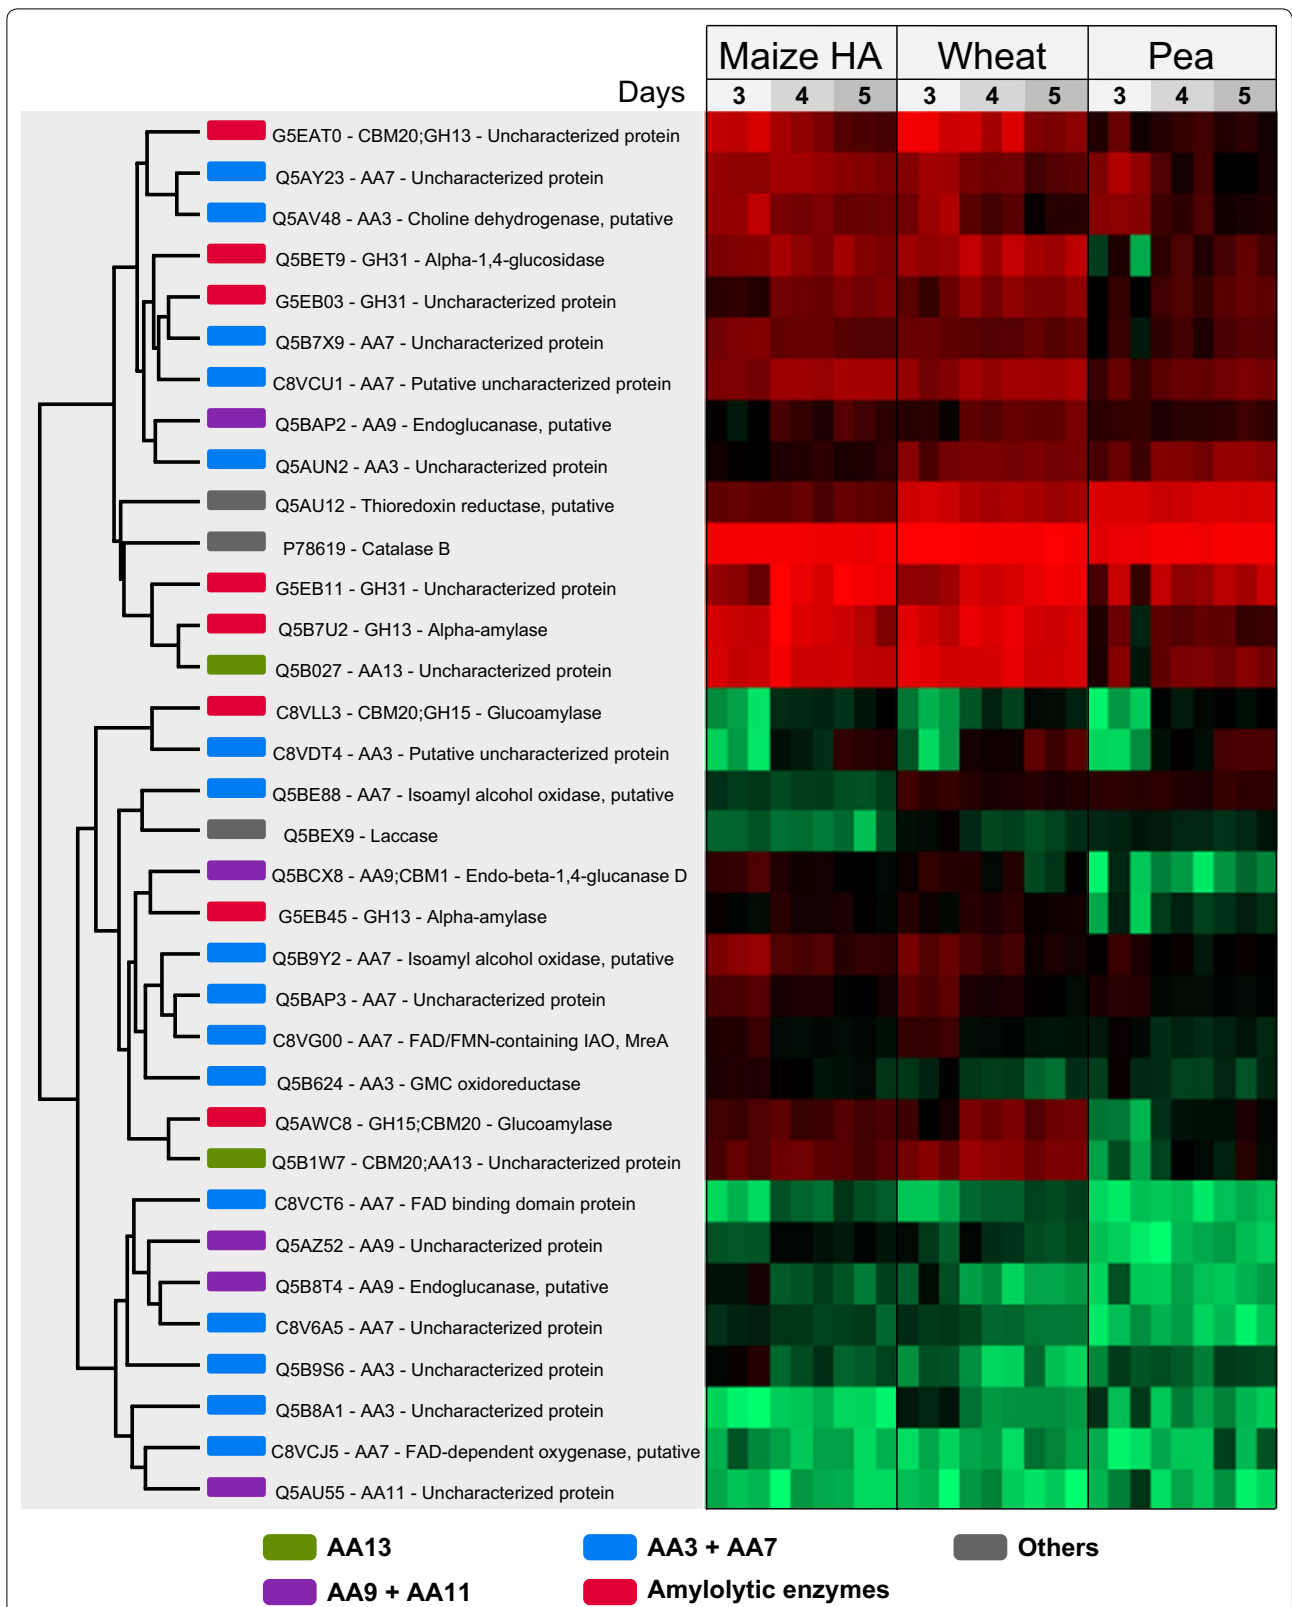 Maize HA Wheat Pea
Days 3 4 5 3 4 5 3 4 5
G5EAT0 - CBM20;GH13 - Uncharacterized protein
Q5AY23 - AA7 - Uncharacterized protein
Q5AV48 - AA3 - Choline dehydrogenase, putative
Q5BET9 - GH31 - Alpha-1,4-glucosidase
G5EB03 - GH31 - Uncharacterized protein
Q5B7X9 - AA7 - Uncharacterized protein
C8VCU1 - AA7 - Putative uncharacterized protein
Q5BAP2 - AA9 - Endoglucanase, putative
Q5AUN2 - AA3 - Uncharacterized protein
Q5AU12 - Thioredoxin reductase, putative
P78619 - Catalase B
G5EB11 - GH31 - Uncharacterized protein
Q5B7U2 - GH13 - Alpha-amylase
Q5B027 - AA13 - Uncharacterized protein
C8VLL3 - CBM20;GH15 - Glucoamylase
C8VDT4 - AA3 - Putative uncharacterized protein
Q5BE88 - AA7 - Isoamyl alcohol oxidase, putative
Q5BEX9 - Laccase
Q5BCX8 - AA9;CBM1 - Endo-beta-1,4-glucanase D
G5EB45 - GH13 - Alpha-amylase
Q5B9Y2 - AA7 - Isoamyl alcohol oxidase, putative
Q5BAP3 - AA7 - Uncharacterized protein
C8VG00 - AA7 - FAD/FMN-containing IAO, MreA
Q5B624 - AA3 - GMC oxidoreductase
Q5AWC8 - GH15;CBM20 - Glucoamylase
Q5B1W7 - CBM20;AA13 - Uncharacterized protein
C8VCT6 - AA7 - FAD binding domain protein
Q5AZ52 - AA9 - Uncharacterized protein
Q5B8T4 - AA9 - Endoglucanase, putative
C8V6A5 - AA7 - Uncharacterized protein
Q5B9S6 - AA3 - Uncharacterized protein
Q5B8A1 - AA3 - Uncharacterized protein
C8VCJ5 - AA7 - FAD-dependent oxygenase, putative
Q5AU55 - AA11 - Uncharacterized protein
AA13 AA3 + AA7 Others
AA9 + AA11 Amylolytic enzymes